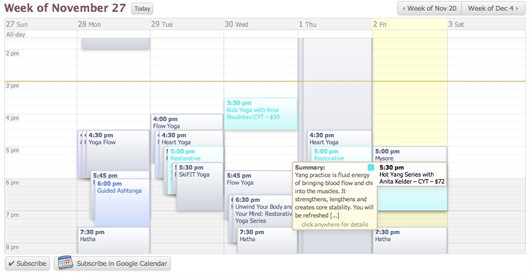 Week of November 27
Today
‹ Week of Nov 20
Week of Dec 4 ›
27 Sun
28 Mon
29 Tue
30 Wed
1 Thu
2 Fri
3 Sat
All-day
2 pm
3 pm
4 pm
5 pm
6 pm
7 pm
8 pm
4:30 pm
Yoga Flow
5:45 pm
6:00 pm
Guided Ashtanga
7:30 pm
Hatha
4:00 pm
Flow Yoga
4:30 pm
Heart Yoga
5:00 pm
Restorative
5:30 pm
SkiFIT Yoga
3:30 pm
Kids Yoga with Ania
Boudreau CYT – $30
5:45 pm
Flow Yoga
6:30 pm
Unwind Your Body and
Your Mind: Restorative
Yoga Series
7:30 pm
Hatha
4:30 pm
Heart Yoga
5:00 pm
Restorative
Summary:
Yang practice is fluid energy
of bringing blood flow and chi
into the muscles. It
strengthens, lengthens and
creates core stability. You will
be refreshed [...]
click anywhere for details
5:00 pm
Mysore
5:30 pm
Hot Yang Series with
Anita Kelder – CYT – $72
7:30 pm
Hatha
✔ Subscribe
Subscribe in Google Calendar